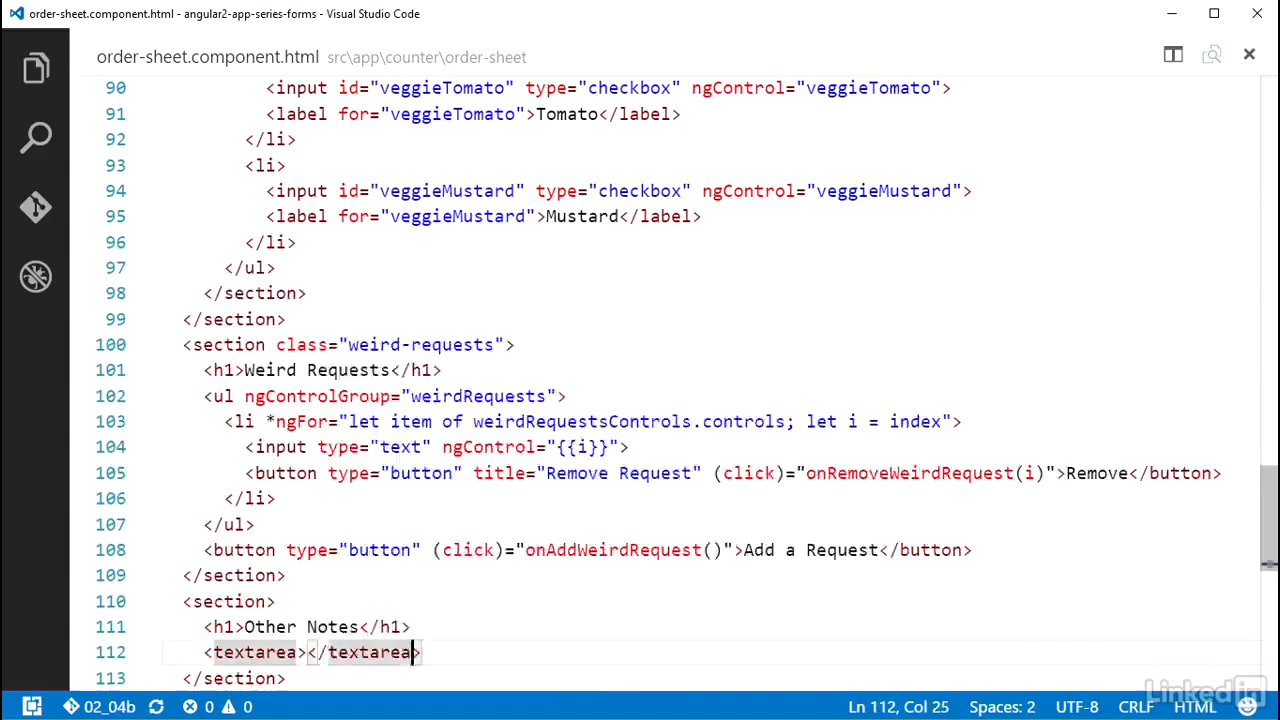 order-sheet.component.html - angular2-app-series-forms - Visual Studio Code
order-sheet.component.html src\app\counter\order-sheet
90 <input id="veggieTomato" type="checkbox" ngControl="veggieTomato">
91 <label for="veggieTomato">Tomato</label>
92 </li>
93 <li>
94 <input id="veggieMustard" type="checkbox" ngControl="veggieMustard">
95 <label for="veggieMustard">Mustard</label>
96 </li>
97 </ul>
98 </section>
99 </section>
100 <section class="weird-requests">
101 <h1>Weird Requests</h1>
102 <ul ngControlGroup="weirdRequests">
103 <li *ngFor="let item of weirdRequestsControls.controls; let i = index">
104 <input type="text" ngControl="{{i}}">
105 <button type="button" title="Remove Request" (click)="onRemoveWeirdRequest(i)">Remove</button>
106 </li>
107 </ul>
108 <button type="button" (click)="onAddWeirdRequest()">Add a Request</button>
109 </section>
110 <section>
111 <h1>Other Notes</h1>
112 <textarea></textarea>
113 </section>
02_04b 0 0 Ln 112, Col 25 Spaces: 2 UTF-8 CRLF HTML
LinkedIn